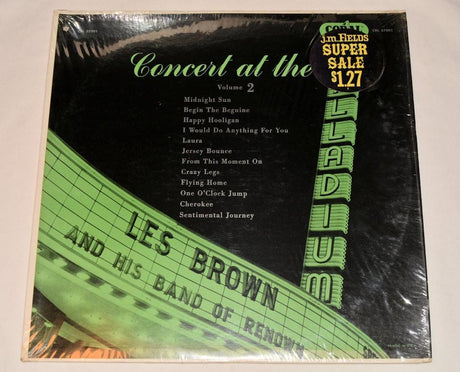 Concert at the
PALLADIUM
Volume 2
Midnight Sun
Begin The Beguine
Happy Hooligan
I Would Do Anything For You
Laura
Jersey Bounce
From This Moment On
Crazy Legs
Flying Home
One O'Clock Jump
Cherokee
Sentimental Journey
J.M. FIELDS
SUPER
SALE
$1.27
LES BROWN
AND HIS BAND OF RENOWN